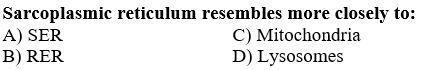 Sarcoplasmic reticulum resembles more closely to:
A) SER C) Mitochondria
B) RER D) Lysosomes